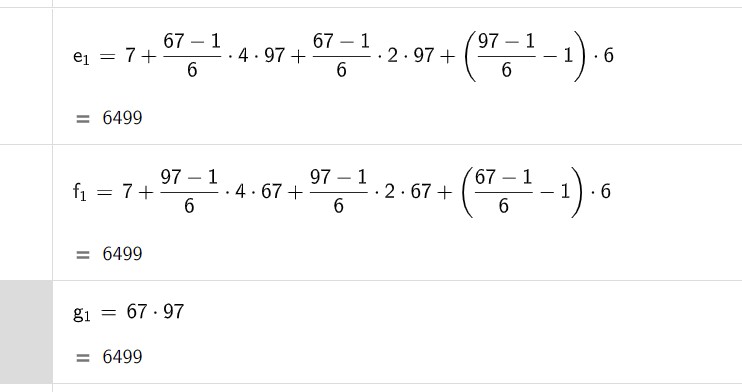 e₁ = 7 + (67 − 1)/6 · 4 · 97 + (67 − 1)/6 · 2 · 97 + ((97 − 1)/6 − 1) · 6
= 6499
f₁ = 7 + (97 − 1)/6 · 4 · 67 + (97 − 1)/6 · 2 · 67 + ((67 − 1)/6 − 1) · 6
= 6499
g₁ = 67 · 97
= 6499